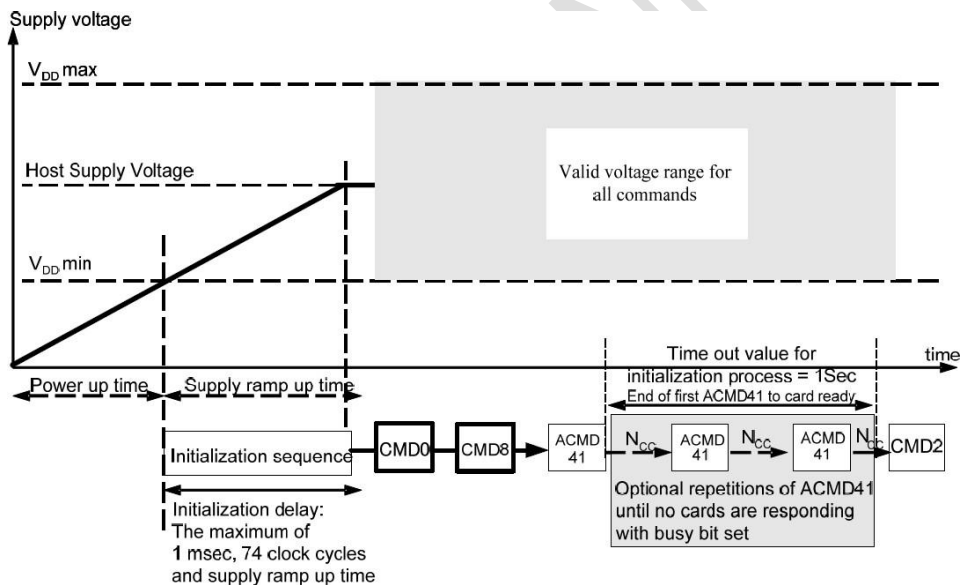 Supply voltage
V_DD max
Host Supply Voltage
Valid voltage range for
all commands
V_DD min
time
Power up time
Supply ramp up time
Time out value for
initialization process = 1Sec
End of first ACMD41 to card ready
Initialization sequence
CMD0
CMD8
ACMD
41
N_CC
ACMD
41
N_CC
ACMD
41
N_CC
CMD2
Optional repetitions of ACMD41
until no cards are responding
with busy bit set
Initialization delay:
The maximum of
1 msec, 74 clock cycles
and supply ramp up time